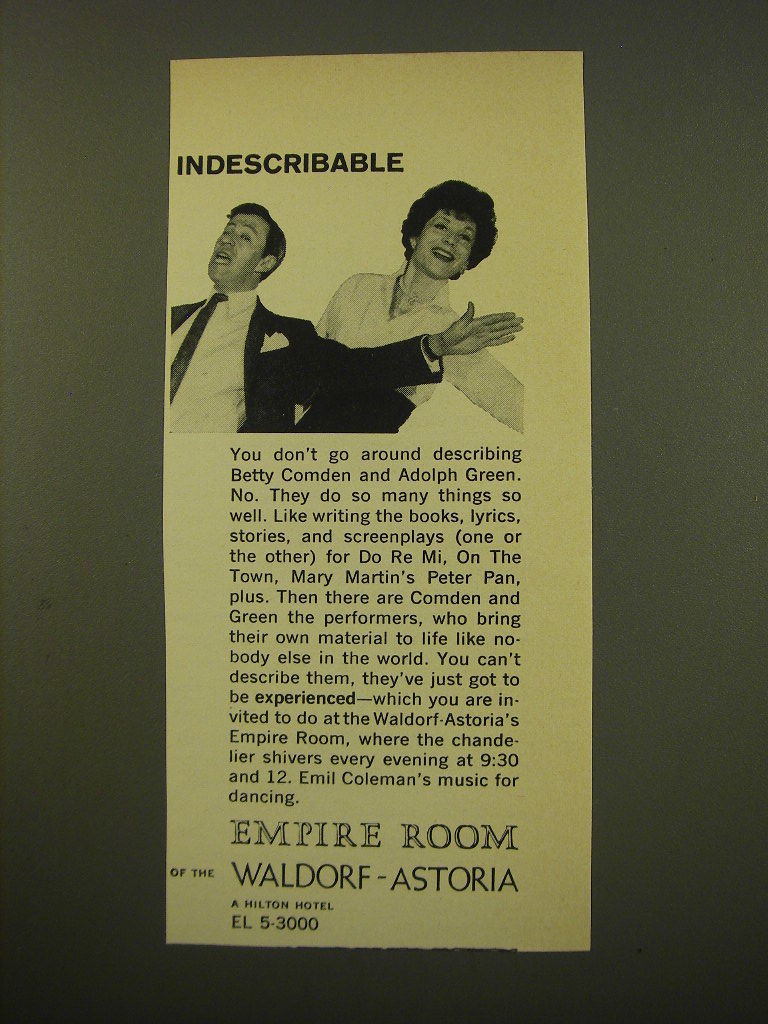 INDESCRIBABLE
You don't go around describing
Betty Comden and Adolph Green.
No. They do so many things so
well. Like writing the books, lyrics,
stories, and screenplays (one or
the other) for Do Re Mi, On The
Town, Mary Martin's Peter Pan,
plus. Then there are Comden and
Green the performers, who bring
their own material to life like no-
body else in the world. You can't
describe them, they've just got to
be experienced—which you are in-
vited to do at the Waldorf-Astoria's
Empire Room, where the chande-
lier shivers every evening at 9:30
and 12. Emil Coleman's music for
dancing.
EMPIRE ROOM
OF THE WALDORF-ASTORIA
A HILTON HOTEL
EL 5-3000